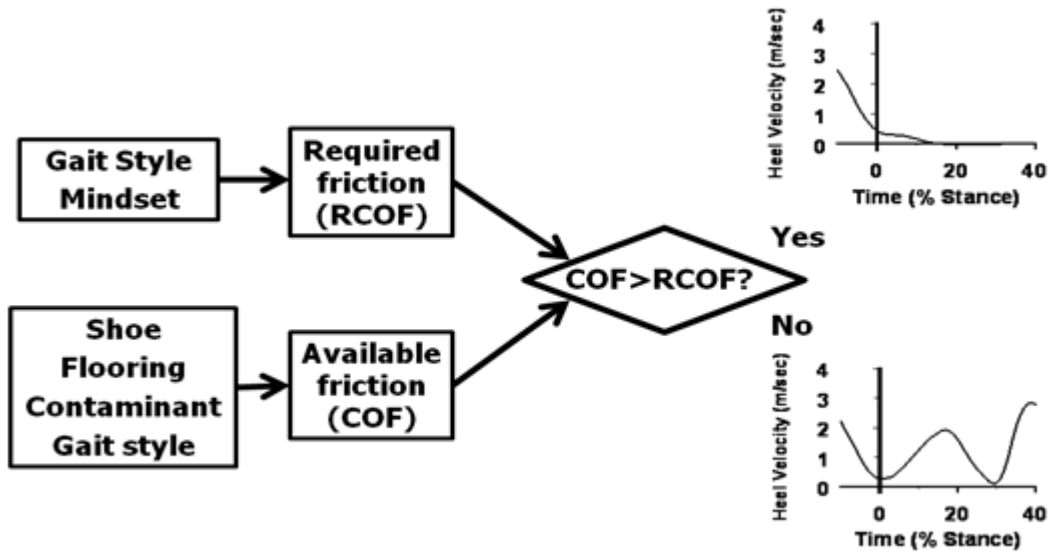 Gait Style
Mindset
Required
friction
(RCOF)
Shoe
Flooring
Contaminant
Gait style
Available
friction
(COF)
COF>RCOF?
Yes
No
Heel Velocity (m/sec)
4
3
2
1
0
0 20 40
Time (% Stance)
Heel Velocity (m/sec)
4
3
2
1
0
0 20 40
Time (% Stance)